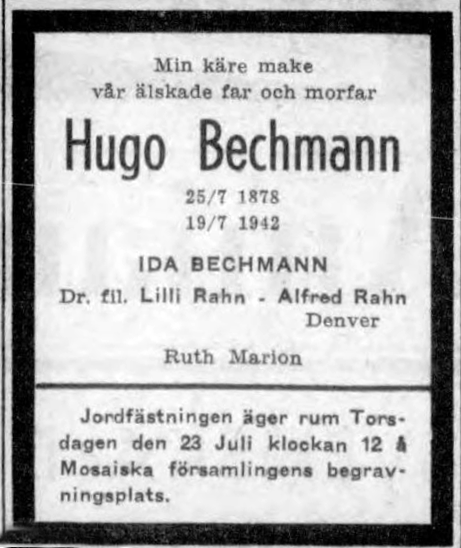 Min käre make
vår älskade far och morfar
Hugo Bechmann
25/7 1878
19/7 1942
IDA BECHMANN
Dr. fil. Lilli Rahn - Alfred Rahn
Denver
Ruth Marion
Jordfästningen äger rum Tors-
dagen den 23 Juli klockan 12 å
Mosaiska församlingens begrav-
ningsplats.